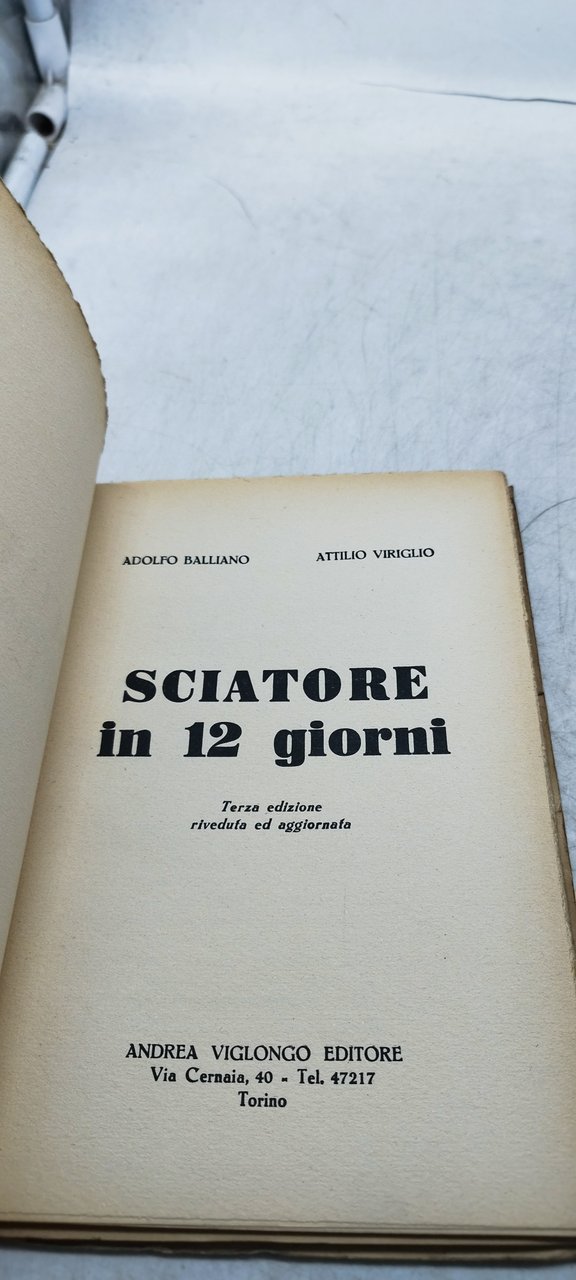 ADOLFO BALLIANO ATTILIO VIRIGLIO
SCIATORE
in 12 giorni
Terza edizione
riveduta ed aggiornata
ANDREA VIGLONGO EDITORE
Via Cernaia, 40 - Tel. 47217
Torino